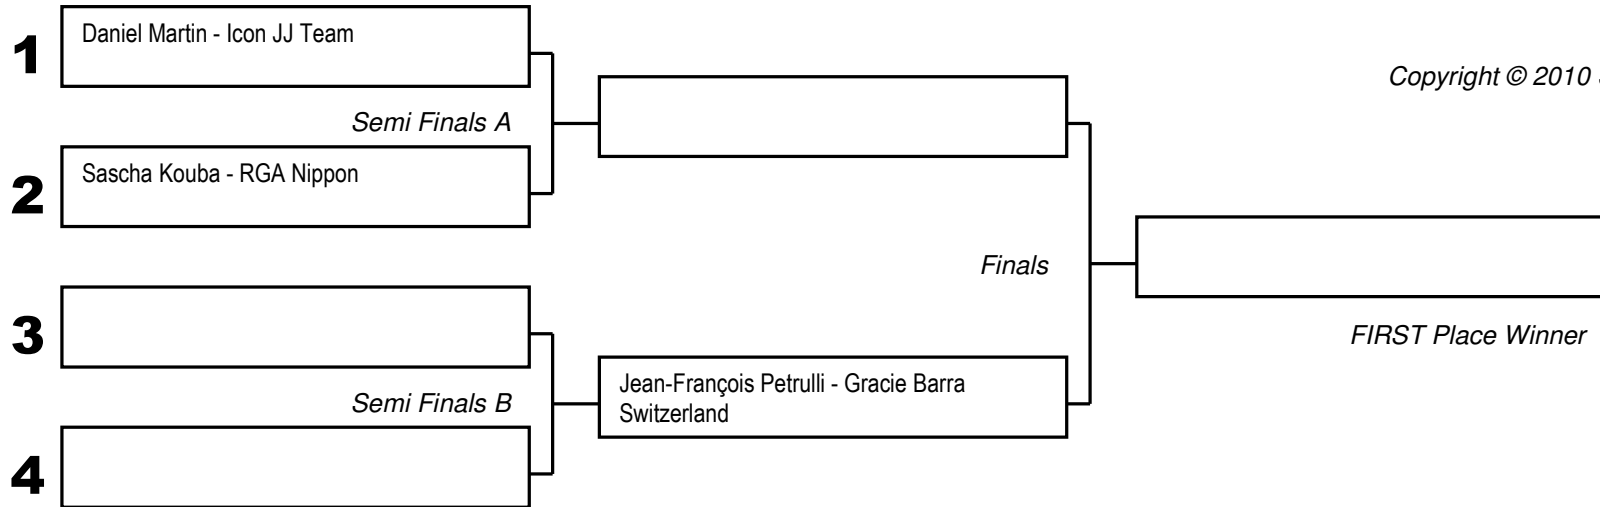 1
Daniel Martin - Icon JJ Team
Copyright © 2010
Semi Finals A
2
Sascha Kouba - RGA Nippon
Finals
3
FIRST Place Winner
Jean-François Petrulli - Gracie Barra
Switzerland
Semi Finals B
4